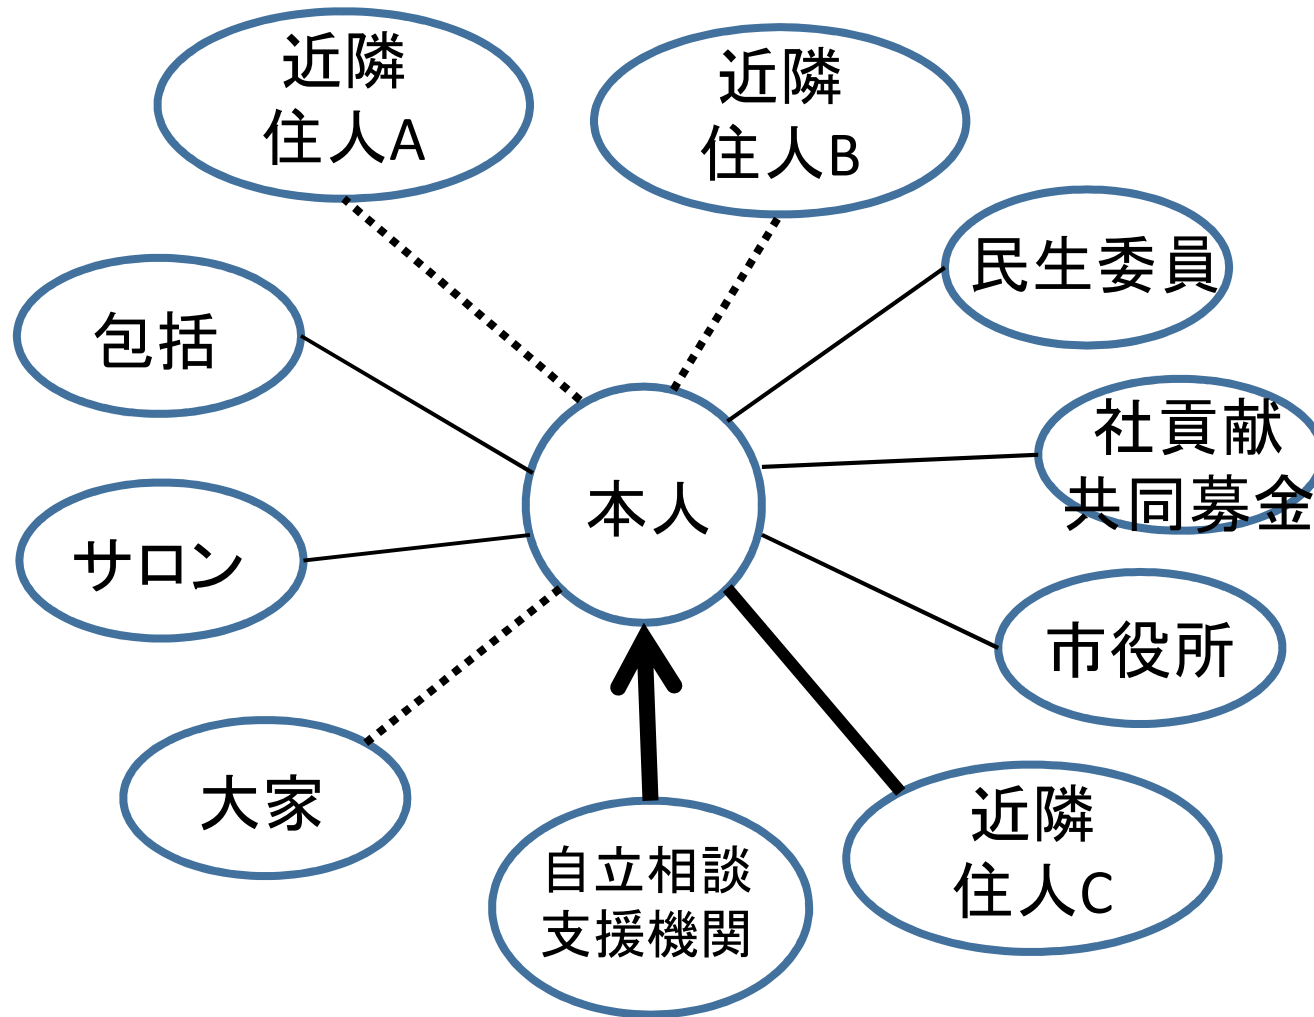 近隣
住人A
近隣
住人B
民生委員
包括
社貢献
共同募金
本人
サロン
市役所
大家
近隣
住人C
自立相談
支援機関